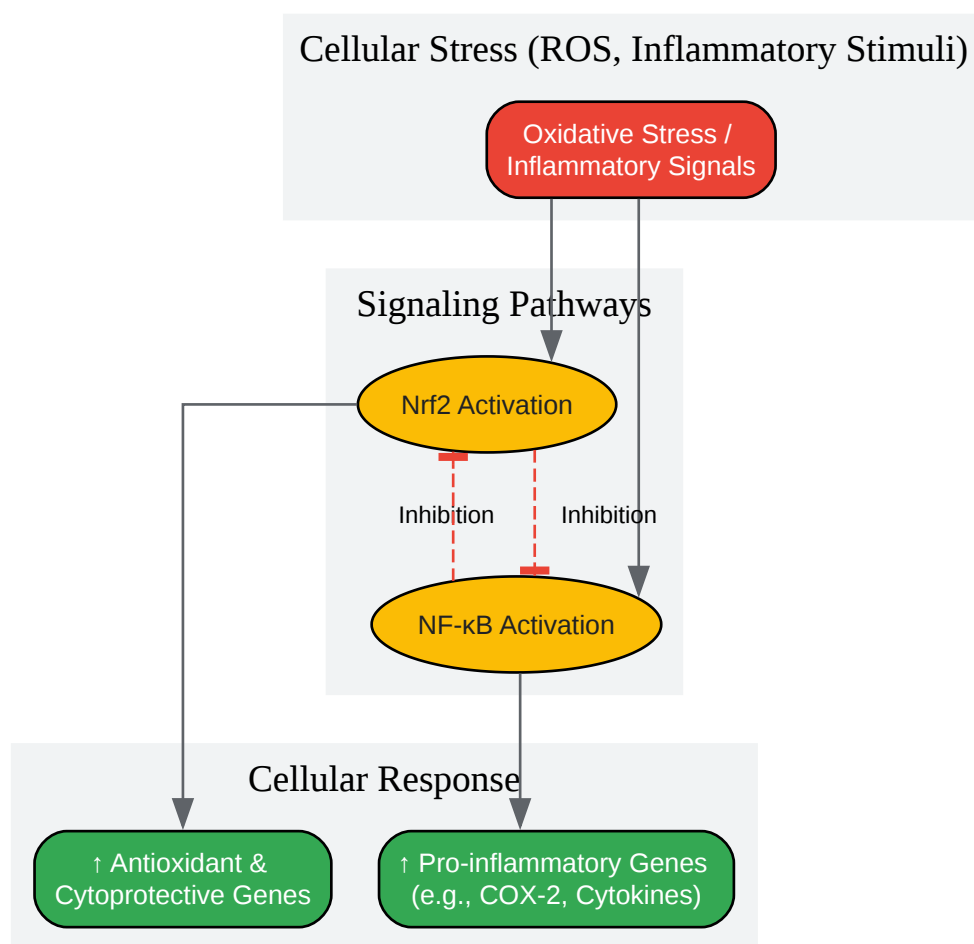 Cellular Stress (ROS, Inflammatory Stimuli)
Oxidative Stress /
Inflammatory Signals
Signaling Pathways
Nrf2 Activation
Inhibition
Inhibition
NF-κB Activation
Cellular Response
↑ Antioxidant &
Cytoprotective Genes
↑ Pro-inflammatory Genes
(e.g., COX-2, Cytokines)